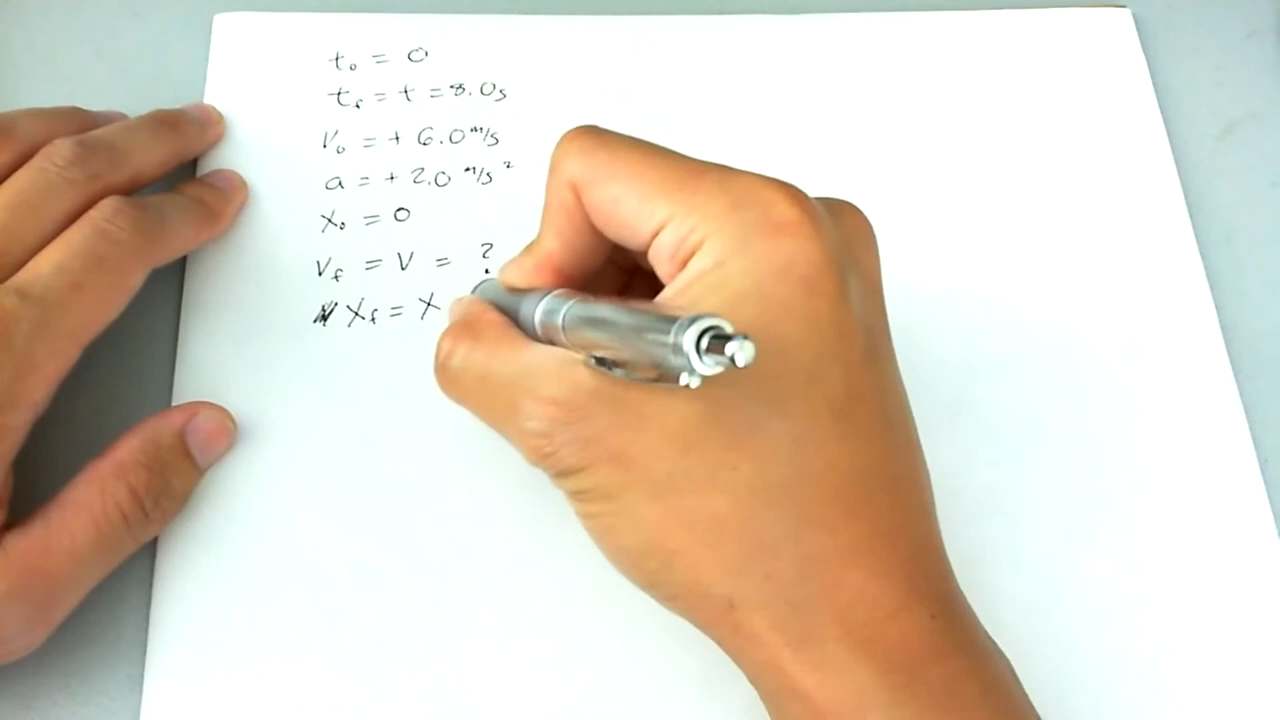 t₀ = 0
t_f = t = 8.0s
V₀ = + 6.0 m/s
a = + 2.0 m/s²
X₀ = 0
V_f = V = ?
X_f = X